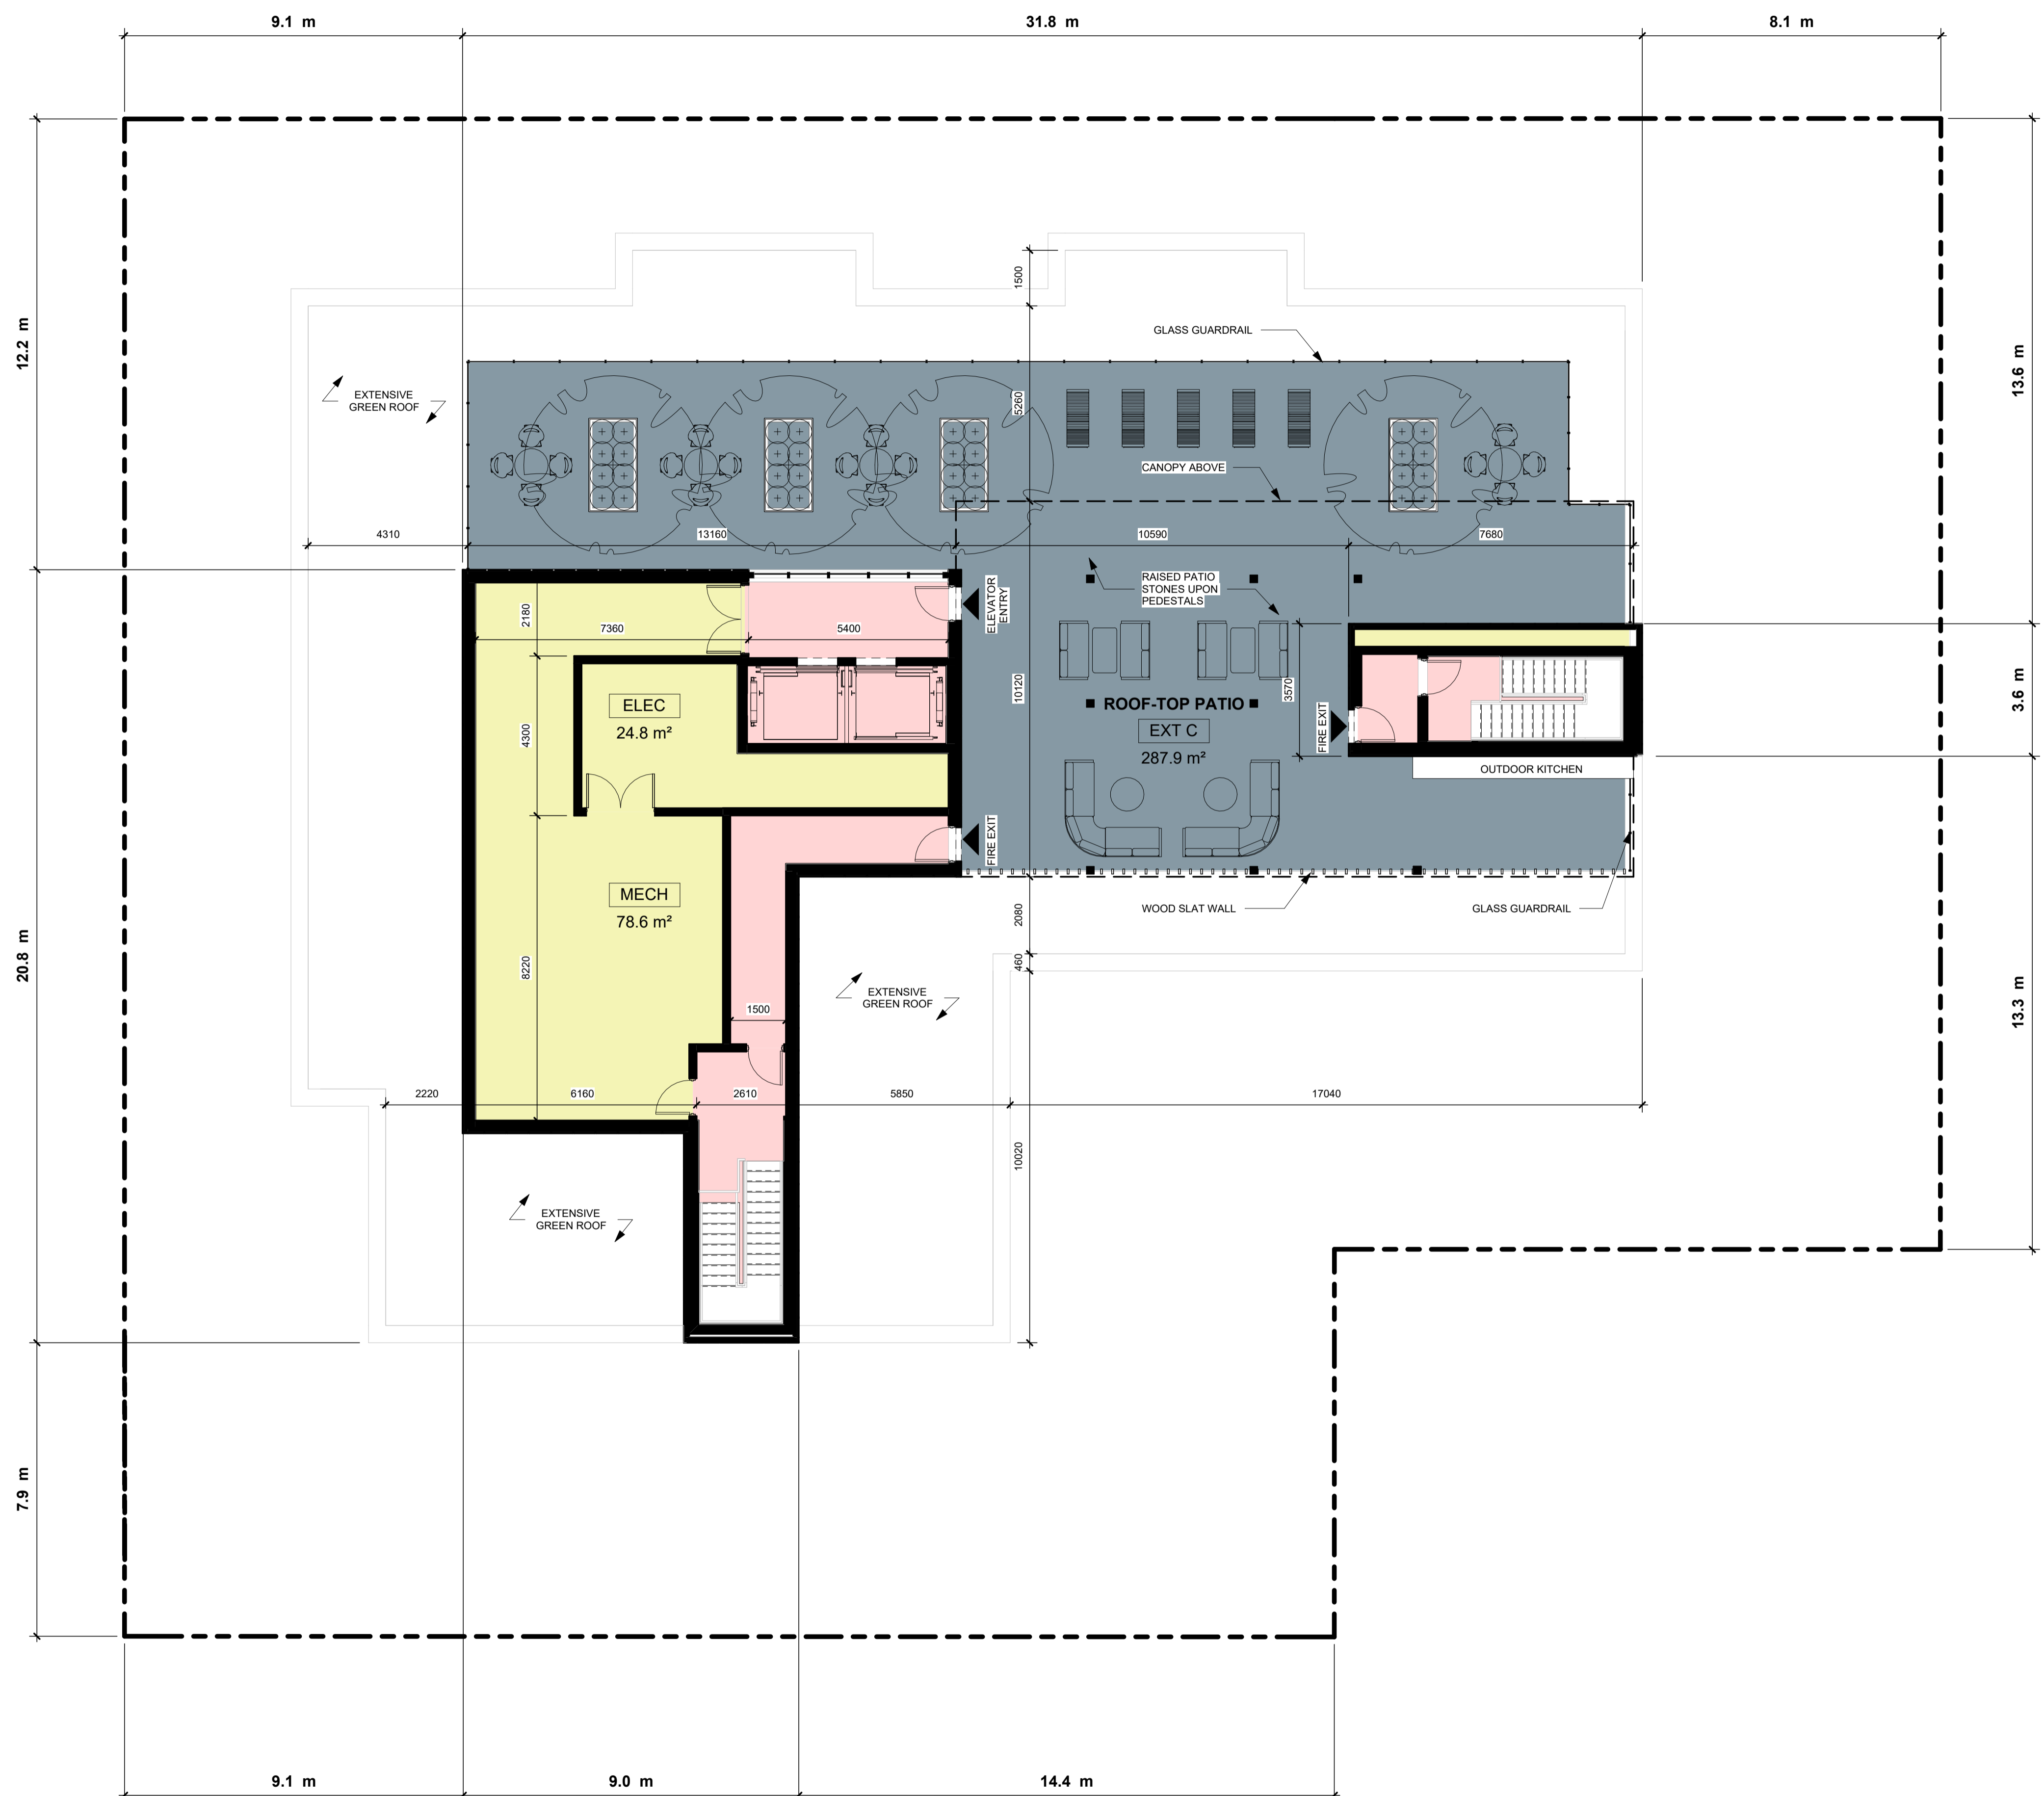 9.1 m
31.8 m
8.1 m
12.2 m
20.8 m
7.9 m
13.6 m
3.6 m
13.3 m
1500
GLASS GUARDRAIL
EXTENSIVE
GREEN ROOF
5260
CANOPY ABOVE
4310
13160
10590
7680
RAISED PATIO
STONES UPON
PEDESTALS
ELEVATOR
ENTRY
2180
7360
5400
ELEC
24.8 m²
4300
10120
3570
ROOF-TOP PATIO
EXT C
287.9 m²
FIRE EXIT
OUTDOOR KITCHEN
FIRE EXIT
MECH
78.6 m²
WOOD SLAT WALL
GLASS GUARDRAIL
2080
460
8220
EXTENSIVE
GREEN ROOF
1500
2220
6160
2610
5850
17040
10020
EXTENSIVE
GREEN ROOF
9.1 m
9.0 m
14.4 m